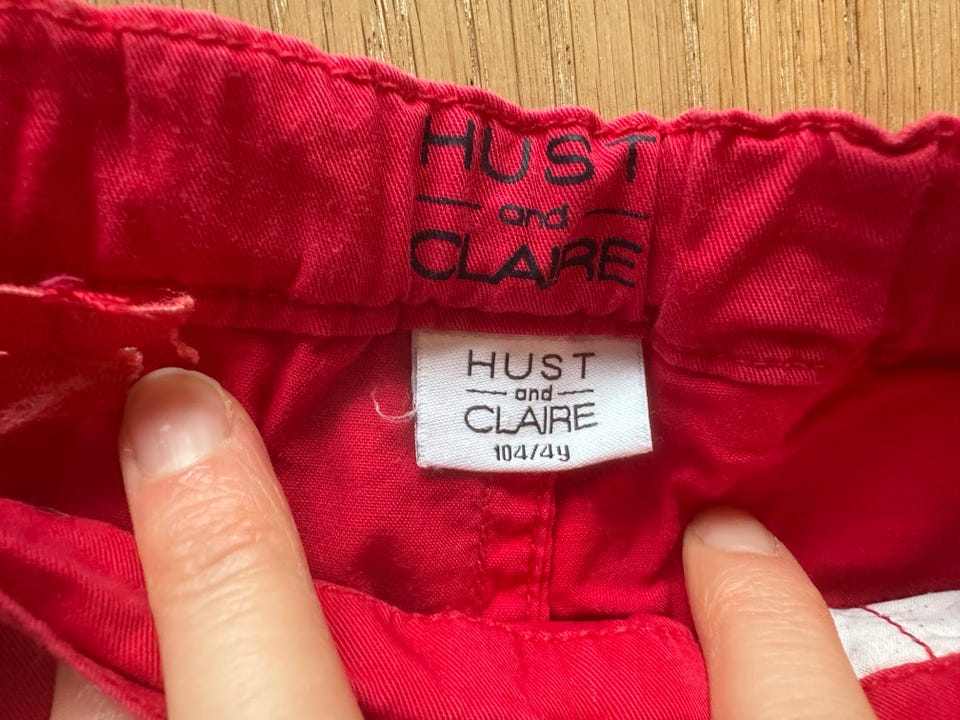 HUST
and
CLAIRE
HUST
and
CLAIRE
104/4y